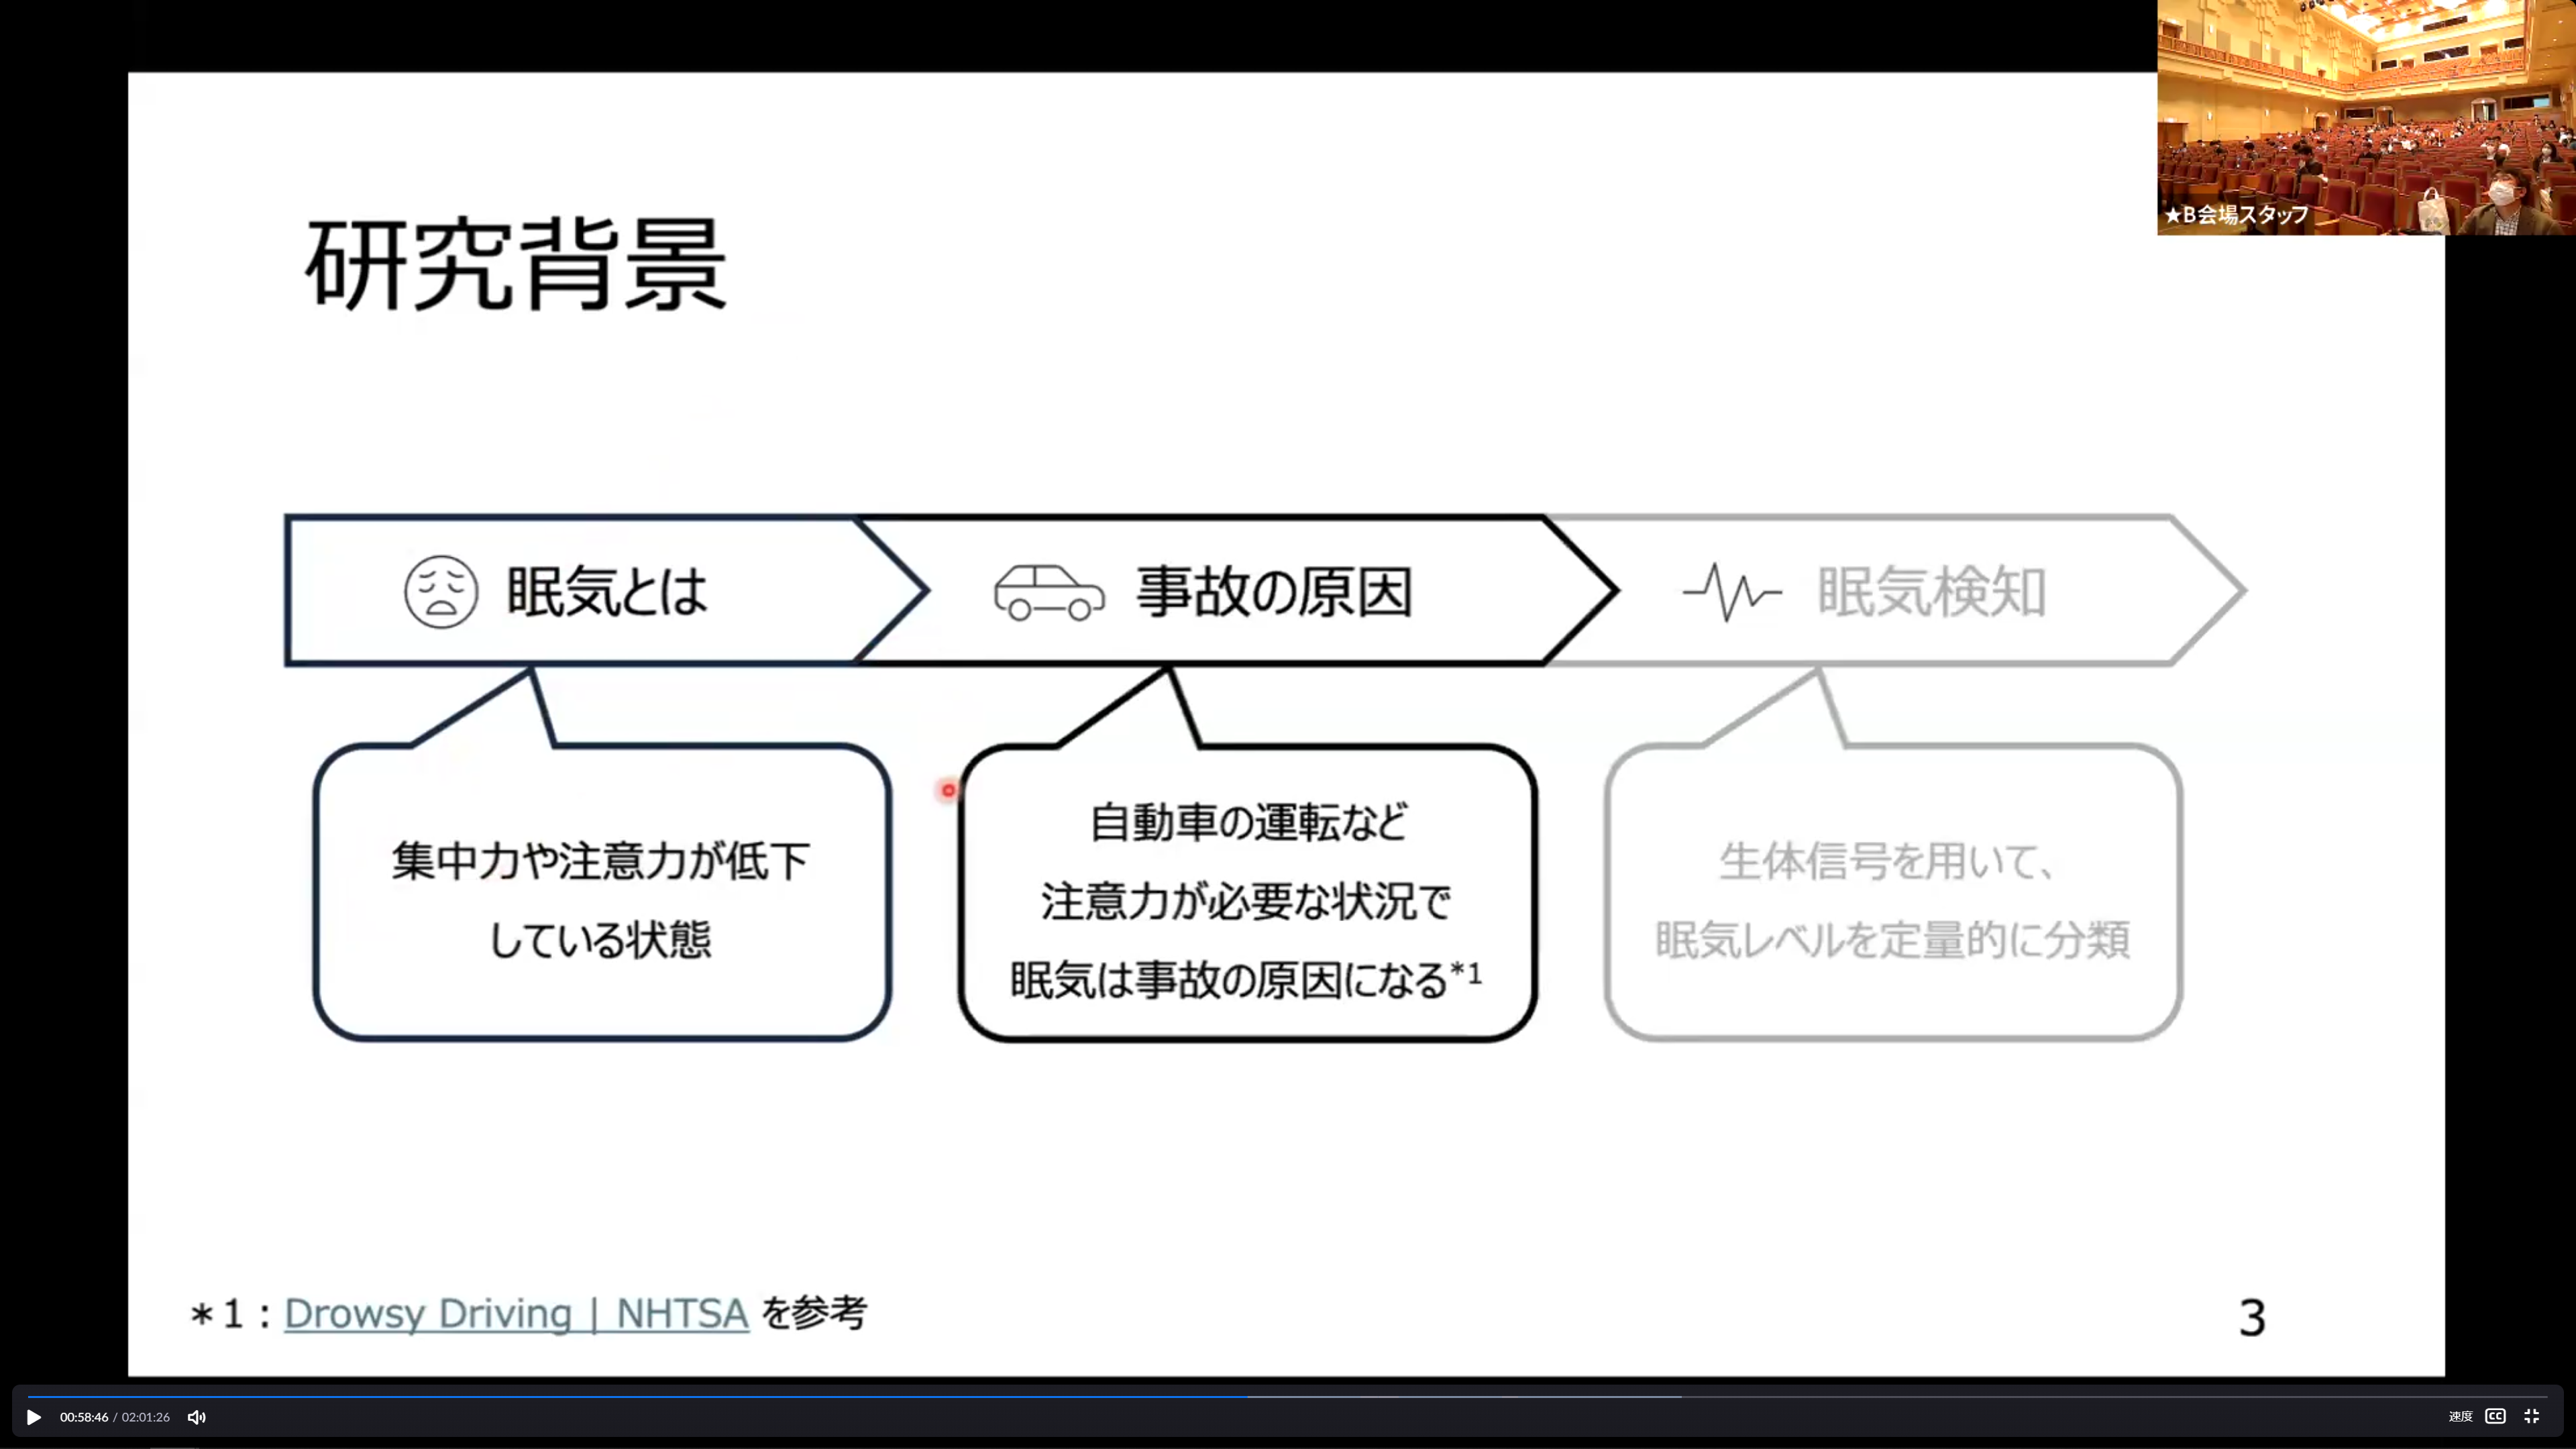 ★B会場スタッフ
研究背景
眠気とは
事故の原因
眠気検知
集中力や注意力が低下
している状態
自動車の運転など
注意力が必要な状況で
眠気は事故の原因になる*1
生体信号を用いて、
眠気レベルを定量的に分類
＊1：Drowsy Driving | NHTSA を参考
3
00:58:46 / 02:01:26
速度
CC